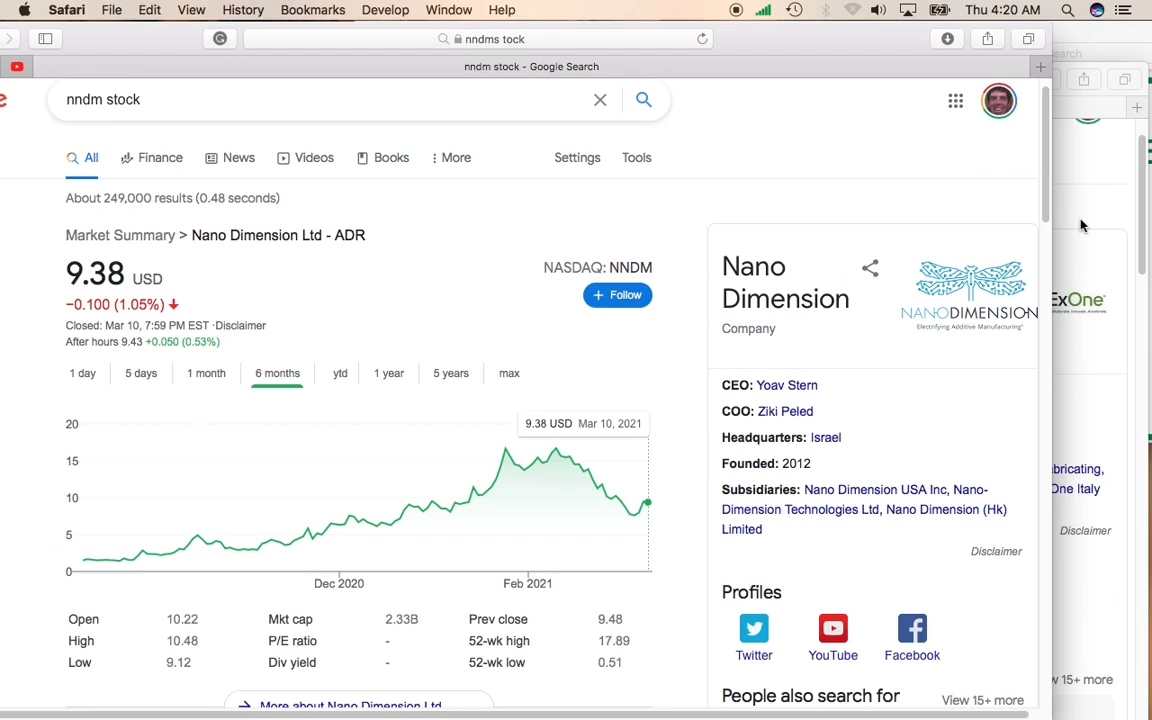 Safari File Edit View History Bookmarks Develop Window Help Thu 4:20 AM
nndms tock
nndm stock - Google Search
nndm stock
All Finance News Videos Books More Settings Tools
About 249,000 results (0.48 seconds)
Market Summary > Nano Dimension Ltd - ADR
9.38 USD
NASDAQ: NNDM
−0.100 (1.05%)
+ Follow
Closed: Mar 10, 7:59 PM EST · Disclaimer
After hours 9.43 +0.050 (0.53%)
1 day 5 days 1 month 6 months ytd 1 year 5 years max
9.38 USD Mar 10, 2021
20
15
10
5
0
Dec 2020 Feb 2021
Open 10.22 Mkt cap 2.33B Prev close 9.48
High 10.48 P/E ratio - 52-wk high 17.89
Low 9.12 Div yield - 52-wk low 0.51
More about Nano Dimension Ltd
Nano
Dimension
Company
NANODIMENSION
Electrifying Additive Manufacturing
CEO: Yoav Stern
COO: Ziki Peled
Headquarters: Israel
Founded: 2012
Subsidiaries: Nano Dimension USA Inc, Nano-
Dimension Technologies Ltd, Nano Dimension (Hk)
Limited
Disclaimer
Profiles
Twitter YouTube Facebook
People also search for View 15+ more
earch
ExOne
bricating,
One Italy
Disclaimer
w 15+ more